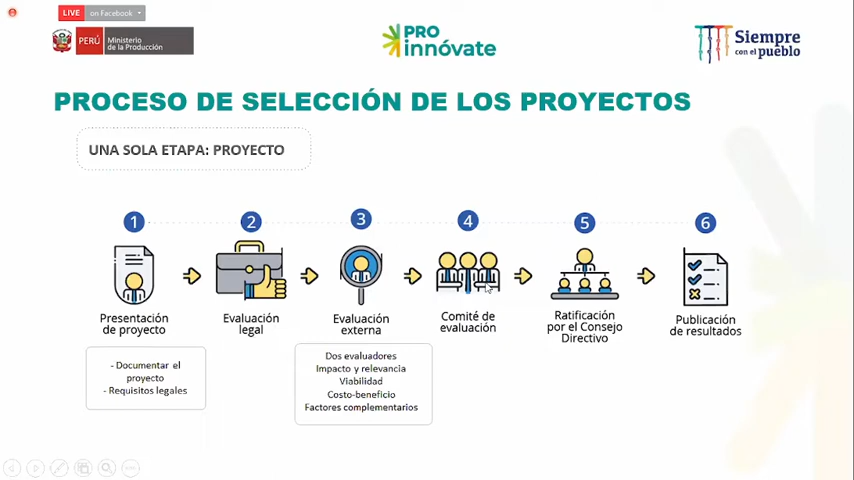 LIVE on Facebook
PERÚ
Ministerio
de la Producción
PRO
innóvate
Siempre
con el pueblo
PROCESO DE SELECCIÓN DE LOS PROYECTOS
UNA SOLA ETAPA: PROYECTO
1
2
3
4
5
6
Presentación
de proyecto
Evaluación
legal
Evaluación
externa
Comité de
evaluación
Ratificación
por el Consejo
Directivo
Publicación
de resultados
- Documentar el
proyecto
- Requisitos legales
Dos evaluadores
Impacto y relevancia
Viabilidad
Costo-beneficio
Factores complementarios